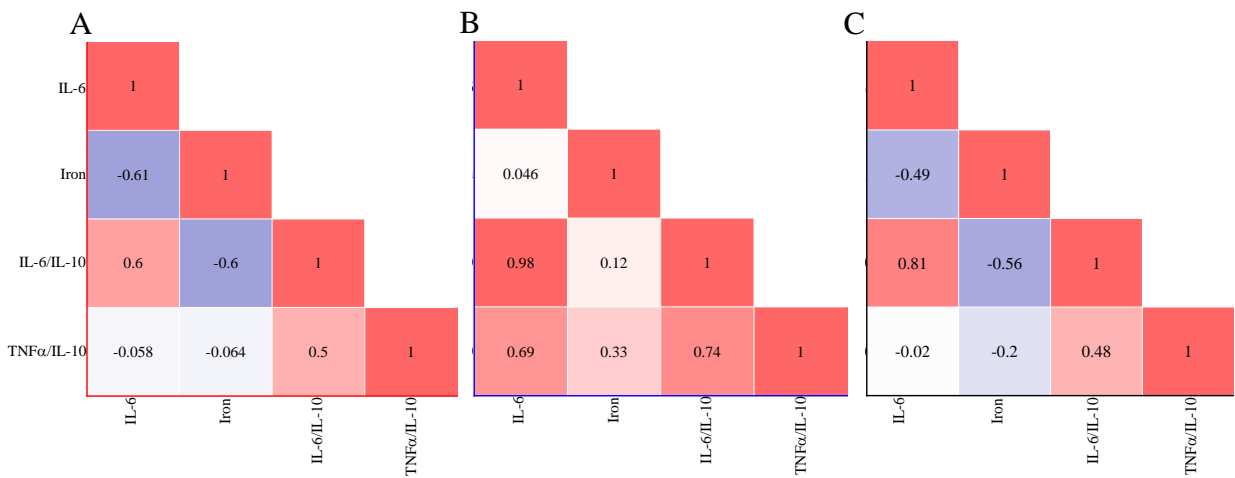 A B C
IL-6 1 1 1
Iron -0.61 1 0.046 1 -0.49 1
IL-6/IL-10 0.6 -0.6 1 0.98 0.12 1 0.81 -0.56 1
TNFα/IL-10 -0.058 -0.064 0.5 1 0.69 0.33 0.74 1 -0.02 -0.2 0.48 1
IL-6 Iron IL-6/IL-10 TNFα/IL-10 IL-6 Iron IL-6/IL-10 TNFα/IL-10 IL-6 Iron IL-6/IL-10 TNFα/IL-10